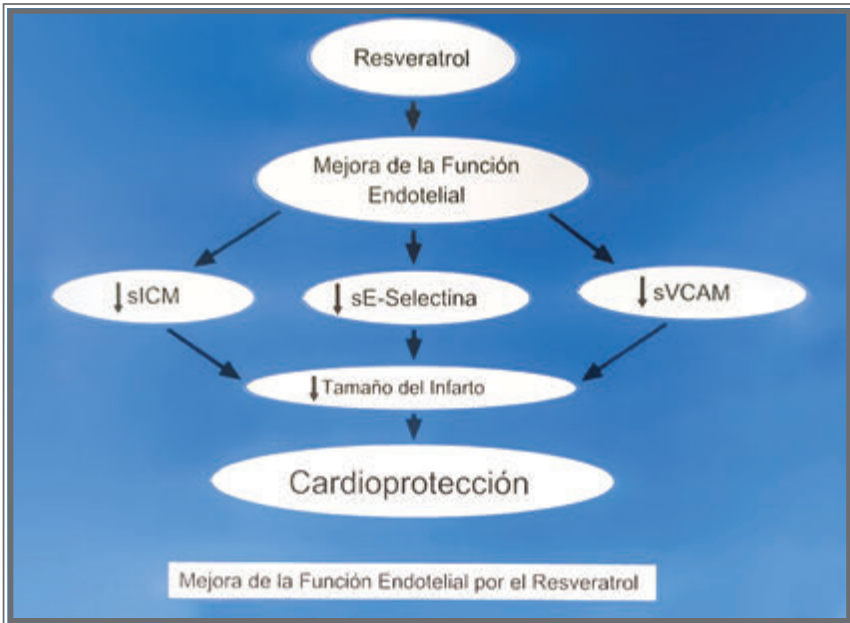 Resveratrol
Mejora de la Función
Endotelial
↓sICM
↓sE-Selectina
↓sVCAM
↓Tamaño del Infarto
Cardioprotección
Mejora de la Función Endotelial por el Resveratrol